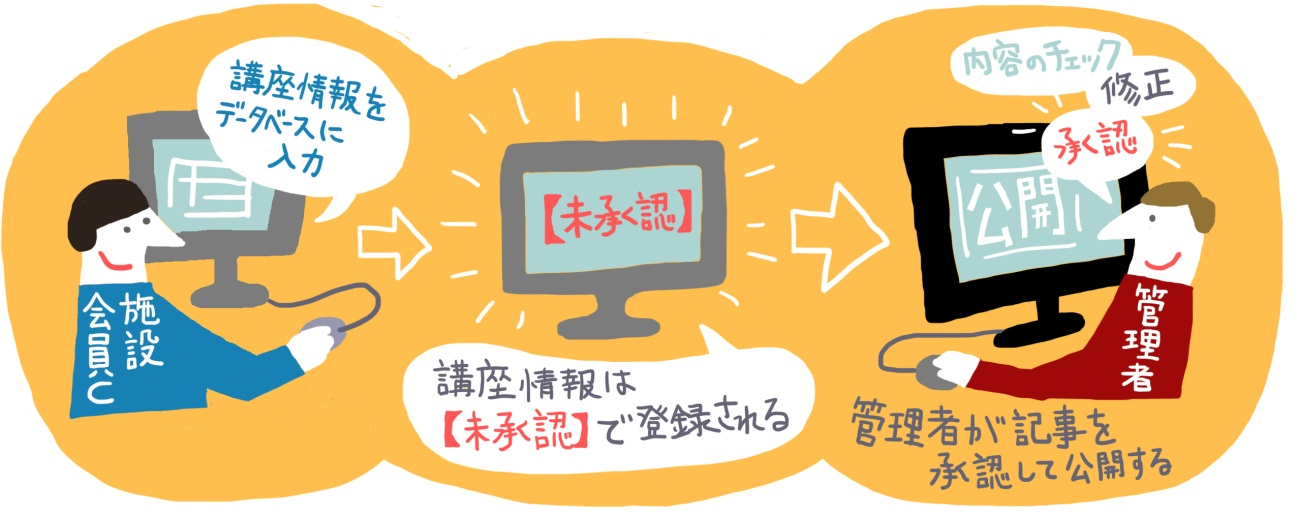 講座情報を
データベースに
入力
施設
会員C
【未承認】
講座情報は
【未承認】で登録される
内容のチェック
修正
承認
公開
管理者
管理者が記事を
承認して公開する